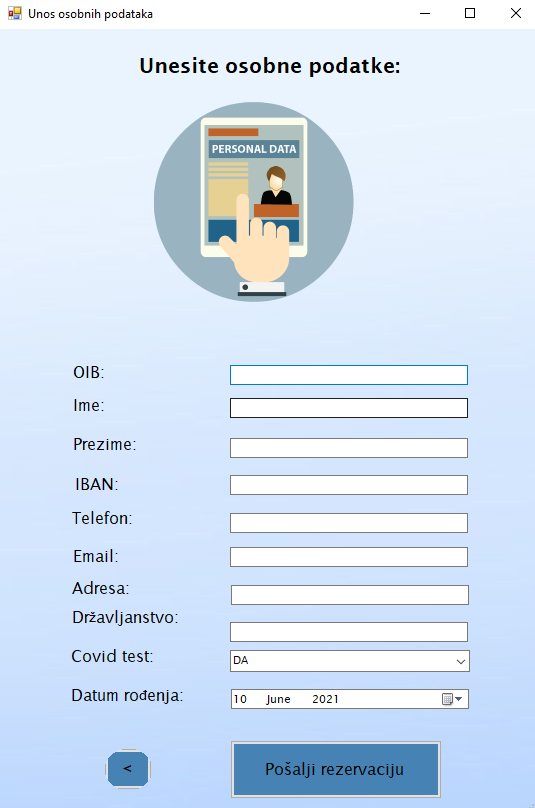 Unos osobnih podataka
Unesite osobne podatke:
PERSONAL DATA
OIB:
Ime:
Prezime:
IBAN:
Telefon:
Email:
Adresa:
Državljanstvo:
Covid test: DA
Datum rođenja: 10 June 2021
< Pošalji rezervaciju